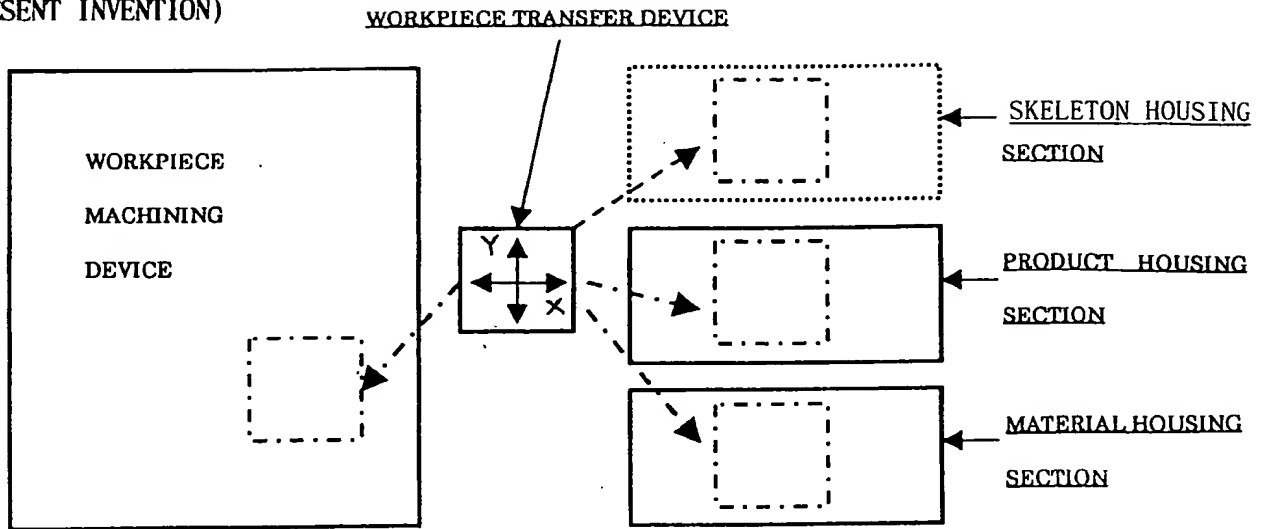 SENT INVENTION)
WORKPIECE TRANSFER DEVICE
SKELETON HOUSING
SECTION
WORKPIECE
MACHINING
DEVICE
Y
X
PRODUCT HOUSING
SECTION
MATERIAL HOUSING
SECTION